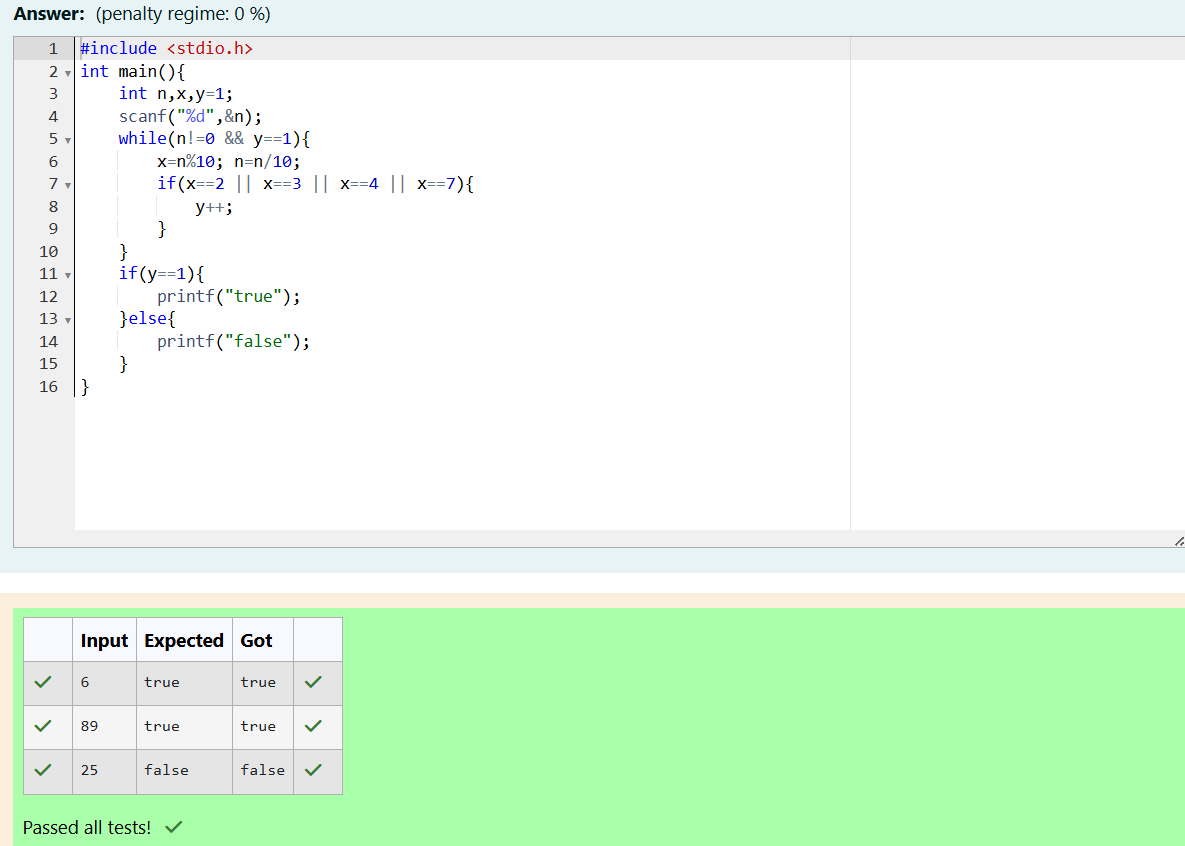 Answer: (penalty regime: 0 %)
1 #include <stdio.h>
2 int main(){
3     int n,x,y=1;
4     scanf("%d",&n);
5     while(n!=0 && y==1){
6         x=n%10; n=n/10;
7         if(x==2 || x==3 || x==4 || x==7){
8             y++;
9         }
10     }
11     if(y==1){
12         printf("true");
13     }else{
14         printf("false");
15     }
16 }
Input Expected Got
6 true true
89 true true
25 false false
Passed all tests!